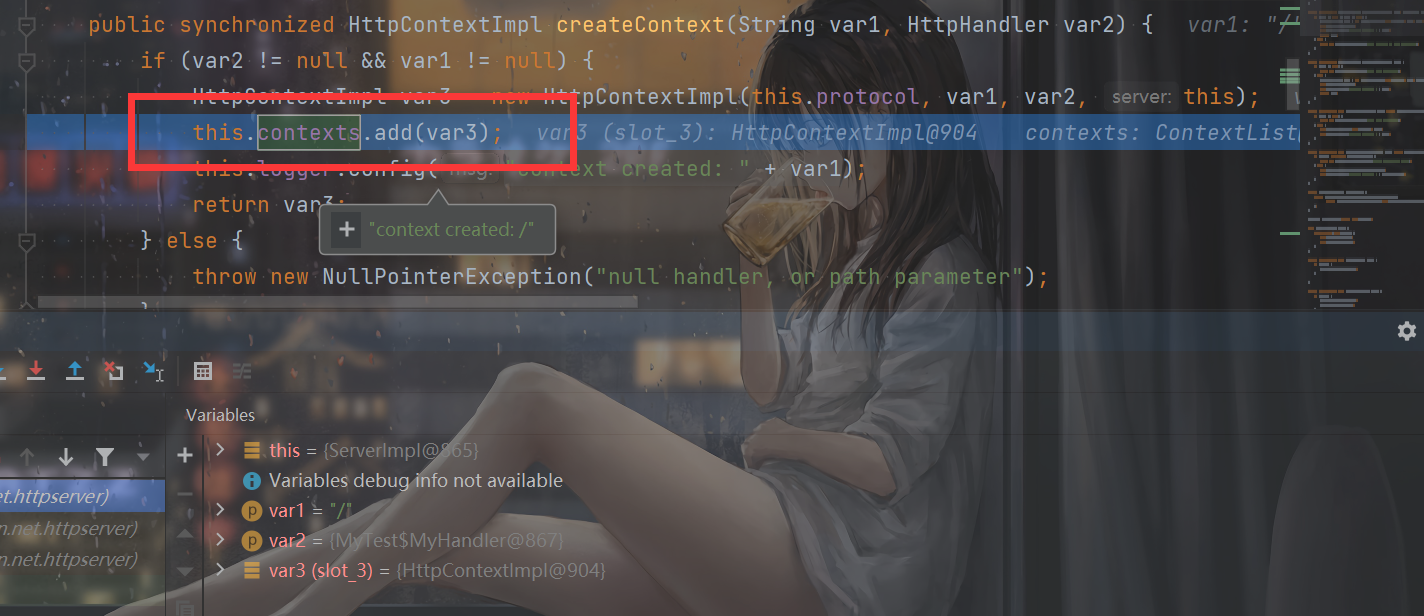 public synchronized HttpContextImpl createContext(String var1, HttpHandler var2) { var1: "/"
if (var2 != null && var1 != null) {
HttpContextImpl var3 = new HttpContextImpl(this.protocol, var1, var2, server: this);
this.contexts.add(var3); var3 (slot_3): HttpContextImpl@904 contexts: ContextList
this.logger.config( msg: "context created: " + var1);
return var3;
+ "context created: /"
} else {
throw new NullPointerException("null handler, or path parameter");
}
Variables
this = {ServerImpl@865}
Variables debug info not available
et.httpserver)
p var1 = "/"
n.net.httpserver)
p var2 = {MyTest$MyHandler@867}
n.net.httpserver)
var3 (slot_3) = {HttpContextImpl@904}